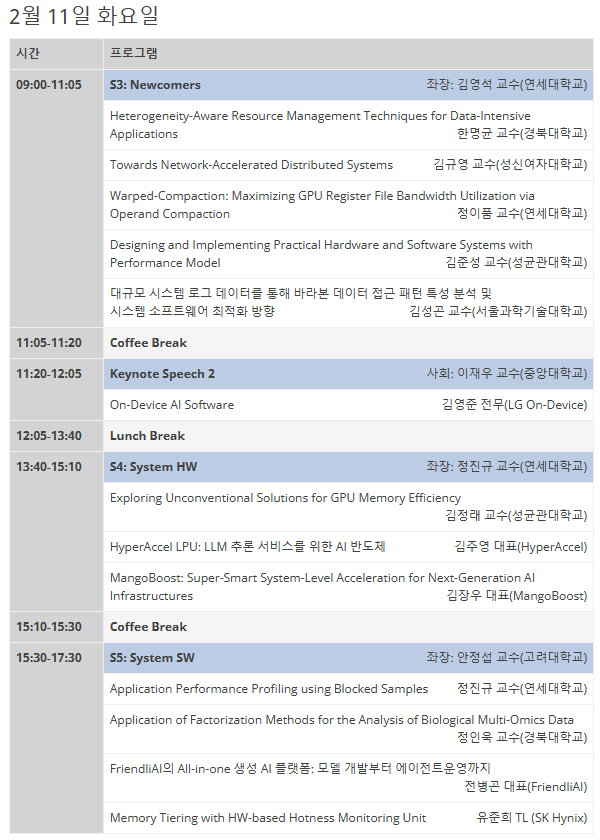 2월 11일 화요일
시간 프로그램
09:00-11:05 S3: Newcomers 좌장: 김영석 교수(연세대학교)
Heterogeneity-Aware Resource Management Techniques for Data-Intensive
Applications 한명균 교수(경북대학교)
Towards Network-Accelerated Distributed Systems 김규영 교수(성신여자대학교)
Warped-Compaction: Maximizing GPU Register File Bandwidth Utilization via
Operand Compaction 정이품 교수(연세대학교)
Designing and Implementing Practical Hardware and Software Systems with
Performance Model 김준성 교수(성균관대학교)
대규모 시스템 로그 데이터를 통해 바라본 데이터 접근 패턴 특성 분석 및
시스템 소프트웨어 최적화 방향 김성곤 교수(서울과학기술대학교)
11:05-11:20 Coffee Break
11:20-12:05 Keynote Speech 2 사회: 이재우 교수(중앙대학교)
On-Device AI Software 김영준 전무(LG On-Device)
12:05-13:40 Lunch Break
13:40-15:10 S4: System HW 좌장: 정진규 교수(연세대학교)
Exploring Unconventional Solutions for GPU Memory Efficiency
김정래 교수(성균관대학교)
HyperAccel LPU: LLM 추론 서비스를 위한 AI 반도체 김주영 대표(HyperAccel)
MangoBoost: Super-Smart System-Level Acceleration for Next-Generation AI
Infrastructures 김장우 대표(MangoBoost)
15:10-15:30 Coffee Break
15:30-17:30 S5: System SW 좌장: 안정섭 교수(고려대학교)
Application Performance Profiling using Blocked Samples 정진규 교수(연세대학교)
Application of Factorization Methods for the Analysis of Biological Multi-Omics Data
정인욱 교수(경북대학교)
FriendliAI의 All-in-one 생성 AI 플랫폼: 모델 개발부터 에이전트운영까지
전병곤 대표(FriendliAI)
Memory Tiering with HW-based Hotness Monitoring Unit 유준희 TL (SK Hynix)